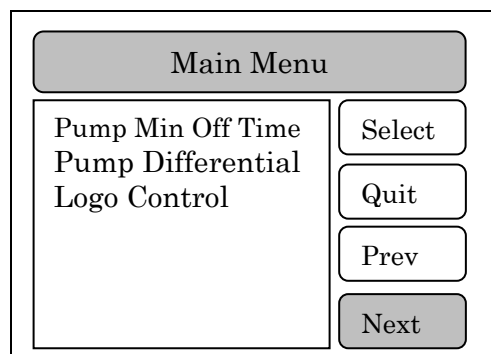 Main Menu
Pump Min Off Time
Pump Differential
Logo Control
Select
Quit
Prev
Next